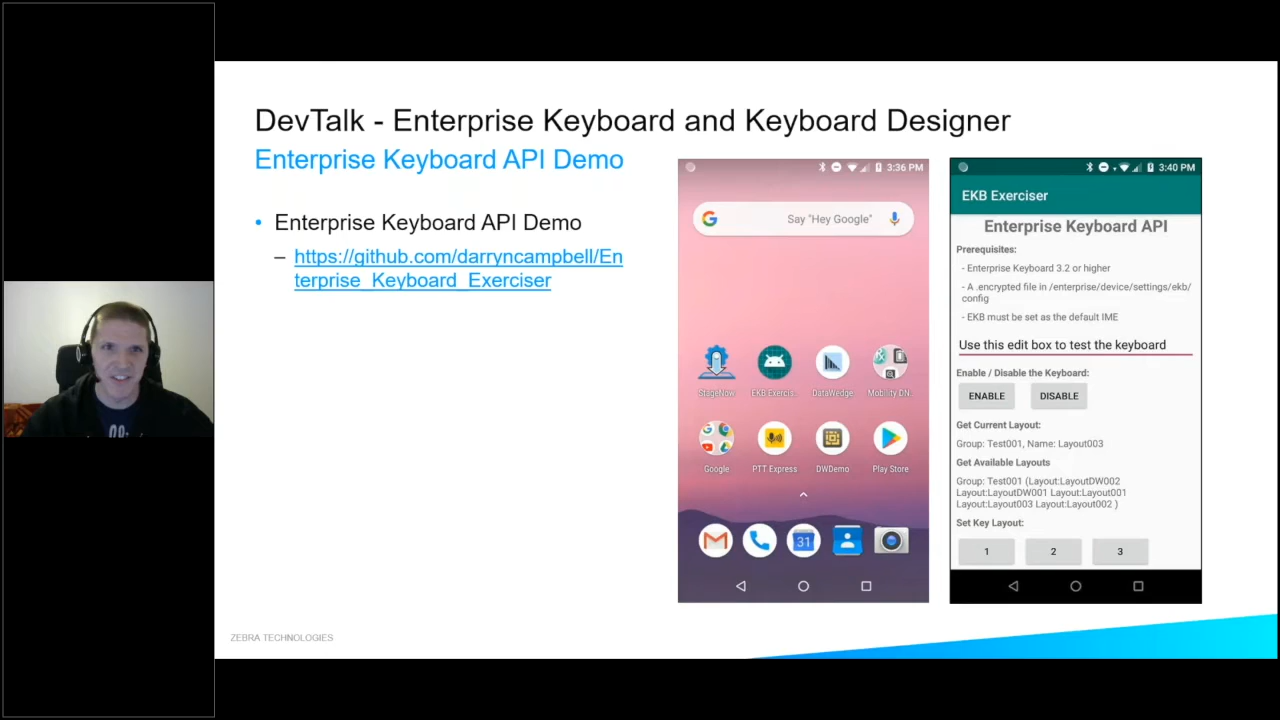 DevTalk - Enterprise Keyboard and Keyboard Designer
Enterprise Keyboard API Demo
• Enterprise Keyboard API Demo
– https://github.com/darryncampbell/En
terprise_Keyboard_Exerciser
3:36 PM
Say "Hey Google"
StageNow
EKB Exercis..
DataWedge
Mobility DN..
Google
PTT Express
DWDemo
Play Store
31
3:40 PM
EKB Exerciser
Enterprise Keyboard API
Prerequisites:
- Enterprise Keyboard 3.2 or higher
- A .encrypted file in /enterprise/device/settings/ekb/
config
- EKB must be set as the default IME
Use this edit box to test the keyboard
Enable / Disable the Keyboard:
ENABLE
DISABLE
Get Current Layout:
Group: Test001, Name: Layout003
Get Available Layouts
Group: Test001 (Layout:LayoutDW002
Layout:LayoutDW001 Layout:Layout001
Layout:Layout003 Layout:Layout002 )
Set Key Layout:
1
2
3
ZEBRA TECHNOLOGIES